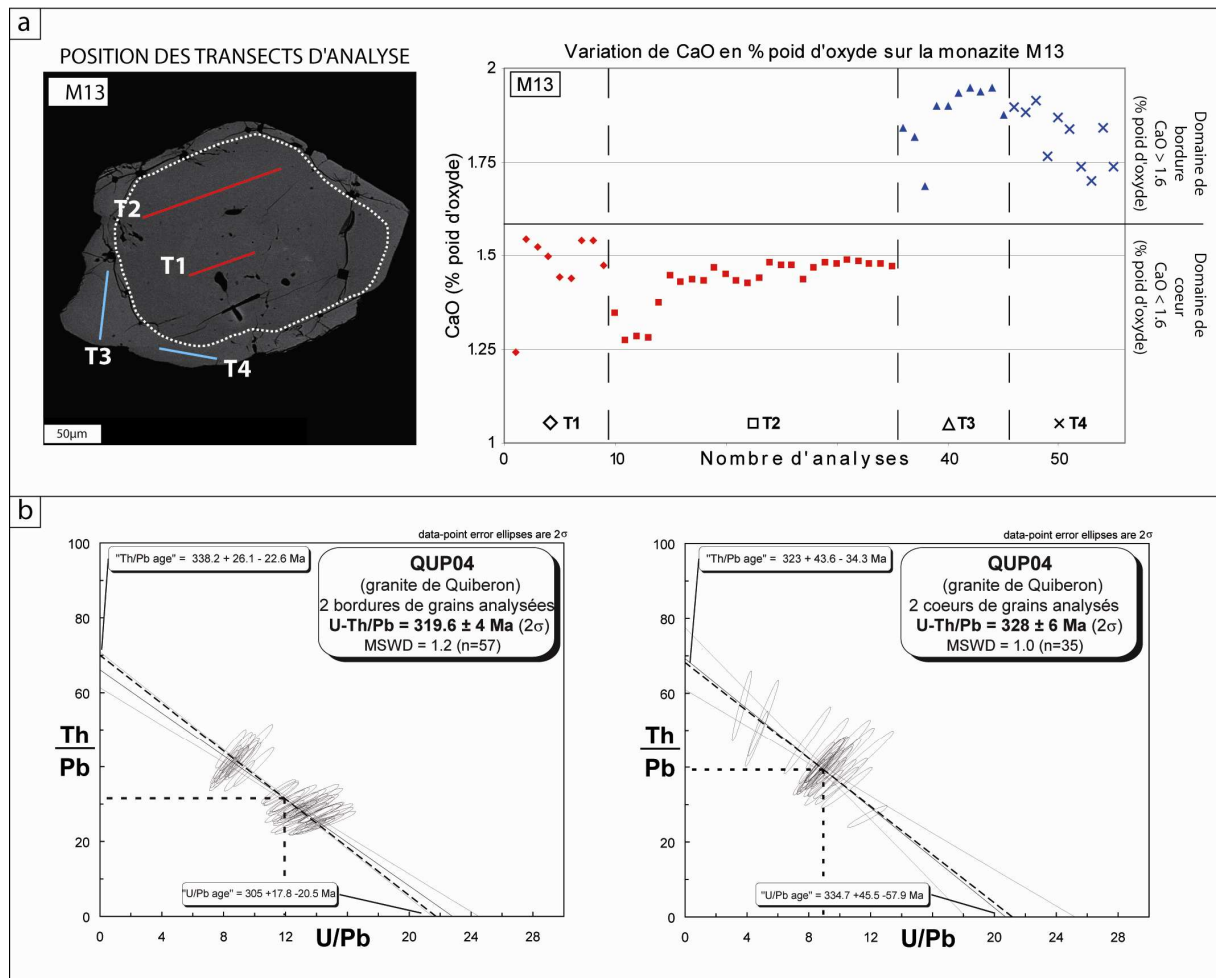 a
POSITION DES TRANSECTS D'ANALYSE
M13
T2
T1
T3
T4
50µm
Variation de CaO en % poid d'oxyde sur la monazite M13
M13
CaO (% poid d'oxyde)
2
1.75
1.5
1.25
1
Domaine de
bordure
CaO > 1.6
(% poid d'oxyde)
Domaine de
coeur
CaO < 1.6
(% poid d'oxyde)
T1
T2
T3
T4
0
10
40
50
Nombre d'analyses
b
data-point error ellipses are 2σ
"Th/Pb age" = 338.2 + 26.1 - 22.6 Ma
QUP04
(granite de Quiberon)
2 bordures de grains analysées
U-Th/Pb = 319.6 ± 4 Ma (2σ)
MSWD = 1.2 (n=57)
100
80
60
40
20
0
Th
Pb
"U/Pb age" = 305 +17.8 -20.5 Ma
0
4
8
12
16
20
24
28
U/Pb
data-point error ellipses are 2σ
"Th/Pb age" = 323 + 43.6 - 34.3 Ma
QUP04
(granite de Quiberon)
2 coeurs de grains analysés
U-Th/Pb = 328 ± 6 Ma (2σ)
MSWD = 1.0 (n=35)
100
80
60
40
20
0
Th
Pb
"U/Pb age" = 334.7 +45.5 -57.9 Ma
0
4
8
12
16
20
24
28
U/Pb